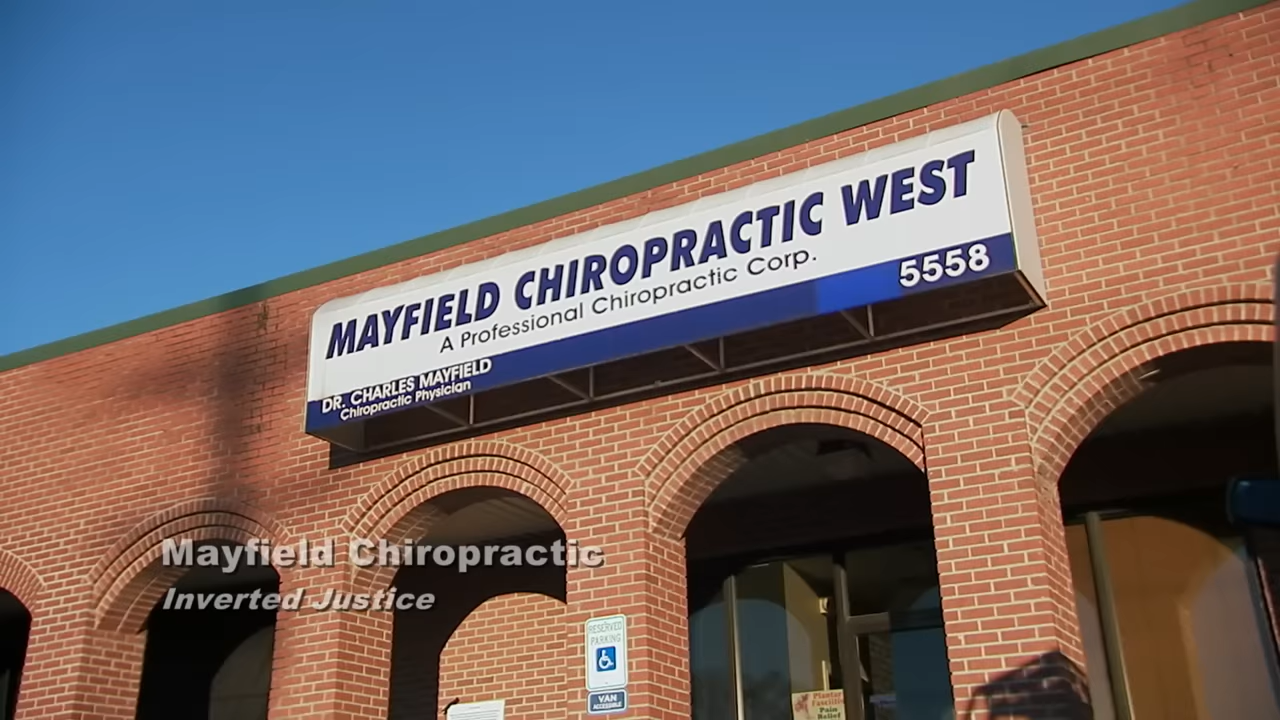 MAYFIELD CHIROPRACTIC WEST
A Professional Chiropractic Corp.
5558
DR. CHARLES MAYFIELD
Chiropractic Physician
Mayfield Chiropractic
Inverted Justice
RESERVED
PARKING
VAN
ACCESSIBLE
Plantar
Fasciitis
Pain
Relief